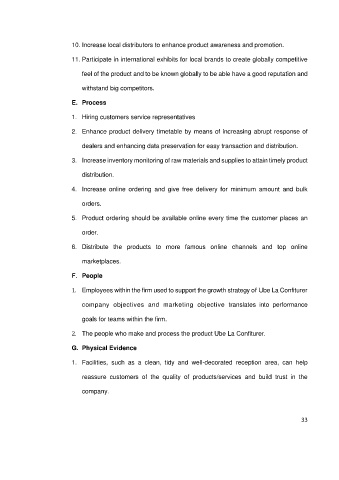 10. Increase local distributors to enhance product awareness and promotion.
11. Participate in international exhibits for local brands to create globally competitive
feel of the product and to be known globally to be able have a good reputation and
withstand big competitors.
E. Process
1. Hiring customers service representatives
2. Enhance product delivery timetable by means of increasing abrupt response of
dealers and enhancing data preservation for easy transaction and distribution.
3. Increase inventory monitoring of raw materials and supplies to attain timely product
distribution.
4. Increase online ordering and give free delivery for minimum amount and bulk
orders.
5. Product ordering should be available online every time the customer places an
order.
6. Distribute the products to more famous online channels and top online
marketplaces.
F. People
1. Employees within the firm used to support the growth strategy of Ube La Confiturer
company objectives and marketing objective translates into performance
goals for teams within the firm.
2. The people who make and process the product Ube La Confiturer.
G. Physical Evidence
1. Facilities, such as a clean, tidy and well-decorated reception area, can help
reassure customers of the quality of products/services and build trust in the
company.
33